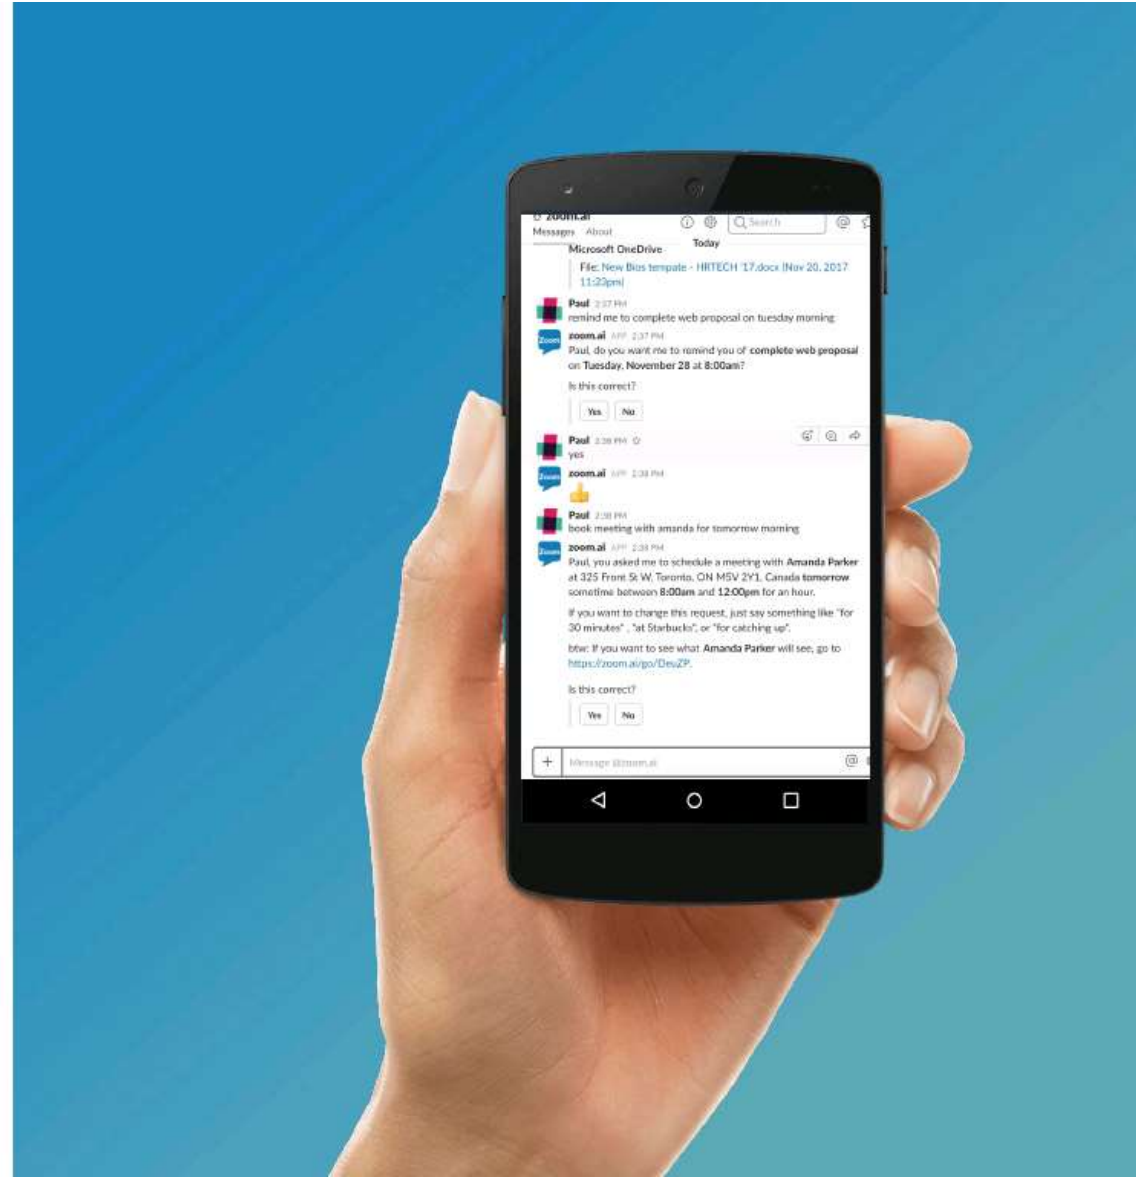 zoom.ai
Search
Messages About
Today
Microsoft OneDrive
File: New Bios tempate - HRTECH '17.docx (Nov 20, 2017
11:23pm)
Paul 2:37 PM
remind me to complete web proposal on tuesday morning
Zoom
zoom.ai APP 2:37 PM
Paul, do you want me to remind you of complete web proposal
on Tuesday, November 28 at 8:00am?
Is this correct?
Yes No
Paul 2:38 PM
yes
Zoom
zoom.ai APP 2:38 PM
Paul 2:38 PM
book meeting with amanda for tomorrow morning
Zoom
zoom.ai APP 2:38 PM
Paul, you asked me to schedule a meeting with Amanda Parker
at 325 Front St W, Toronto, ON M5V 2Y1, Canada tomorrow
sometime between 8:00am and 12:00pm for an hour.
If you want to change this request, just say something like "for
30 minutes" , "at Starbucks", or "for catching up".
btw: If you want to see what Amanda Parker will see, go to
https://zoom.ai/go/DeuZP.
Is this correct?
Yes No
Message @zoom.ai